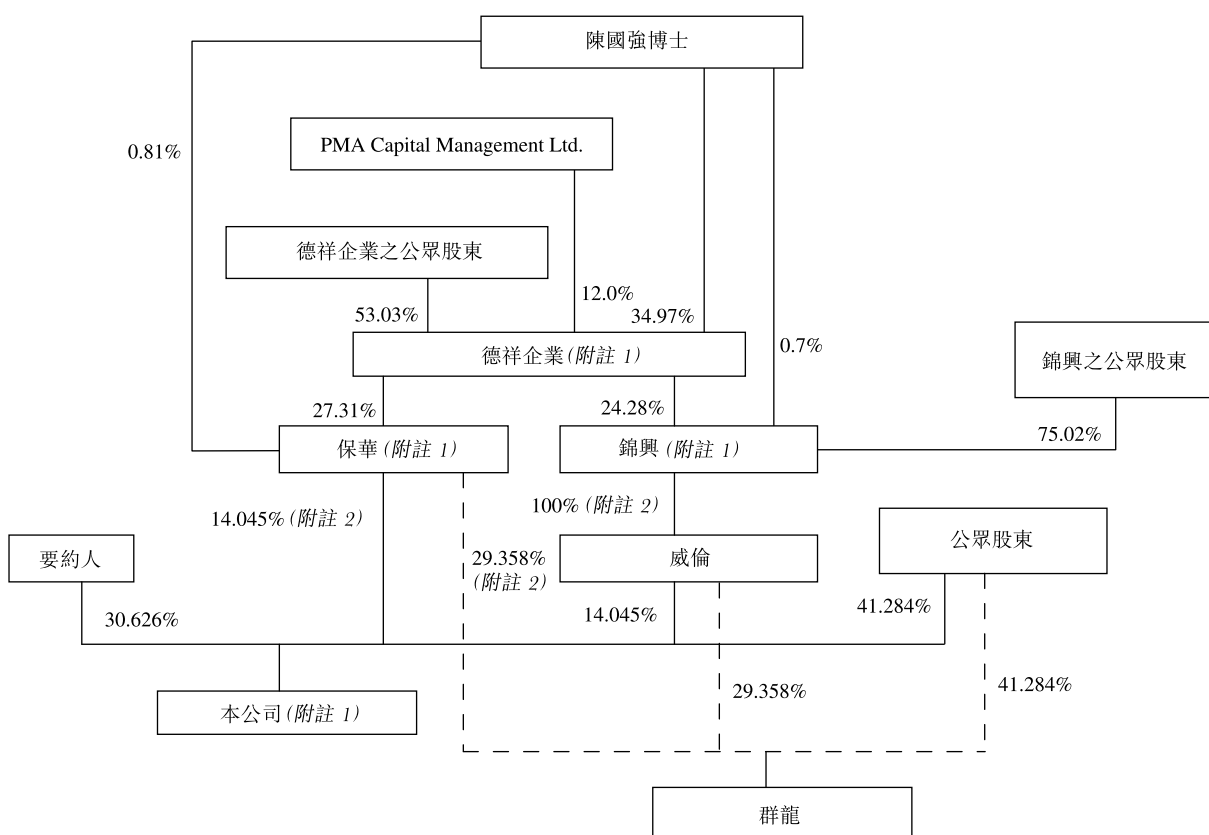 陳國強博士
PMA Capital Management Ltd.
0.81%
德祥企業之公眾股東
12.0%
53.03%
34.97%
德祥企業(附註 1)
0.7%
錦興之公眾股東
27.31%
24.28%
75.02%
保華(附註 1)
錦興(附註 1)
14.045%(附註 2)
100%(附註 2)
公眾股東
要約人
29.358%
(附註 2)
威倫
30.626%
14.045%
41.284%
29.358%
41.284%
本公司(附註 1)
群龍